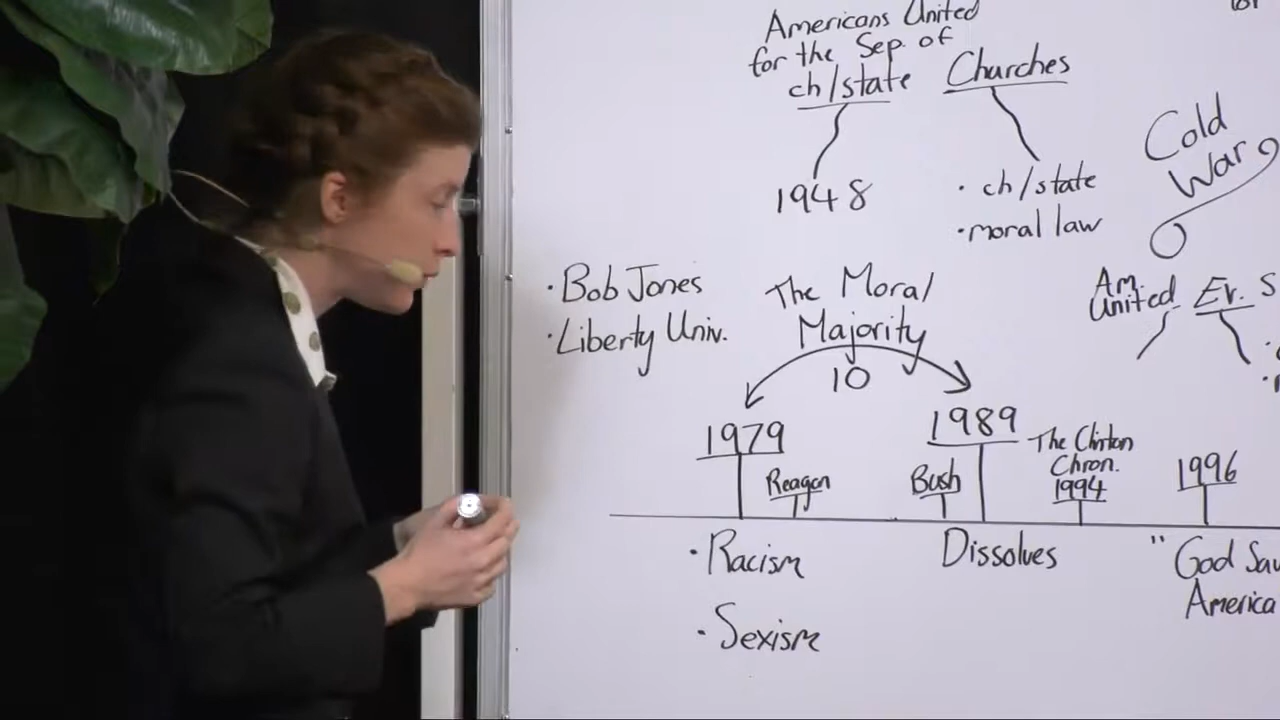 Americans United
for the Sep. of
ch/state
Churches
1948
· ch/state
· moral law
Cold
War
· Bob Jones
· Liberty Univ.
The Moral
Majority
10
Am.
United
Ev.
S
1979
Reagan
1989
Bush
The Clinton
Chron.
1994
1996
· Racism
· Sexism
Dissolves
"God Sav
America